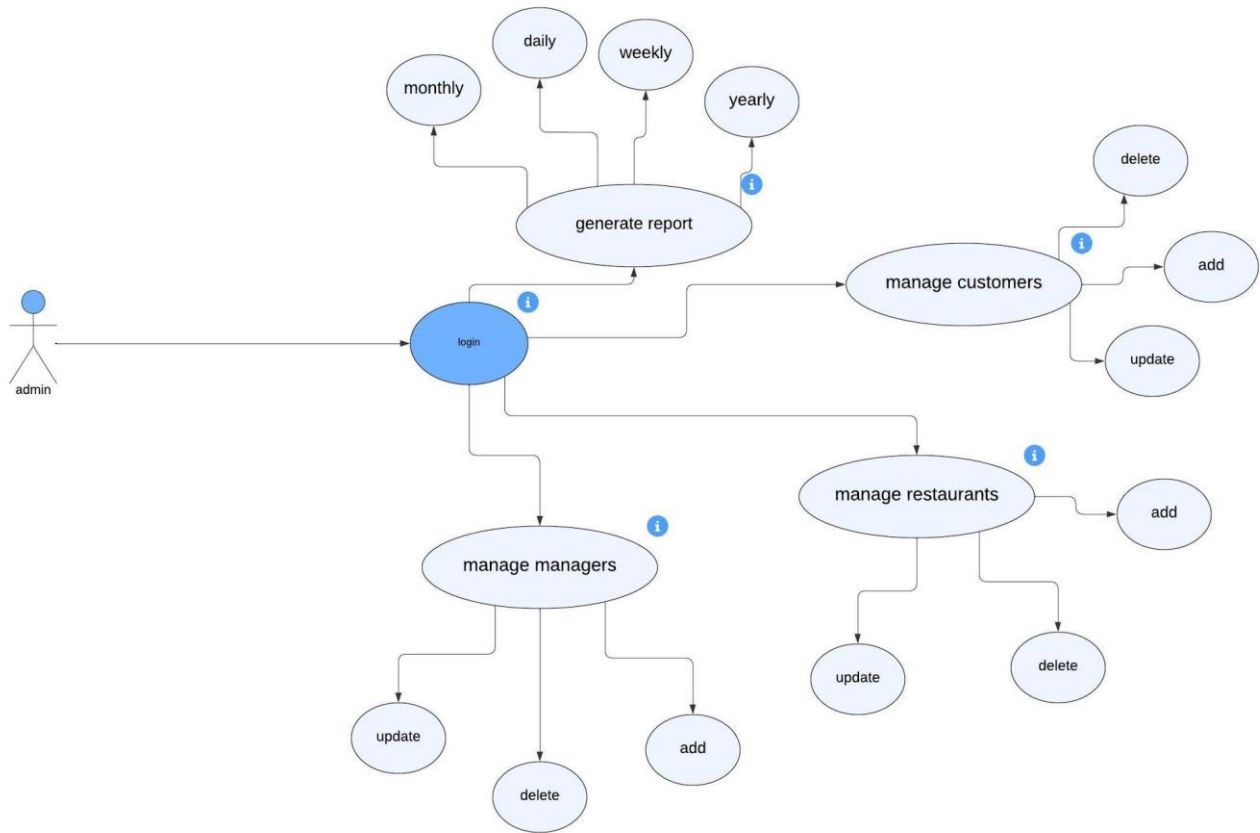 daily
weekly
monthly
yearly
delete
generate report
add
manage customers
login
update
admin
manage restaurants
add
manage managers
update
delete
update
add
delete